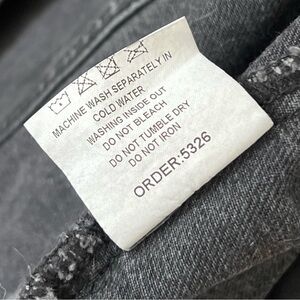 MACHINE WASH SEPARATELY IN
COLD WATER
WASHING INSIDE OUT
DO NOT BLEACH
DO NOT TUMBLE DRY
DO NOT IRON
ORDER:5326